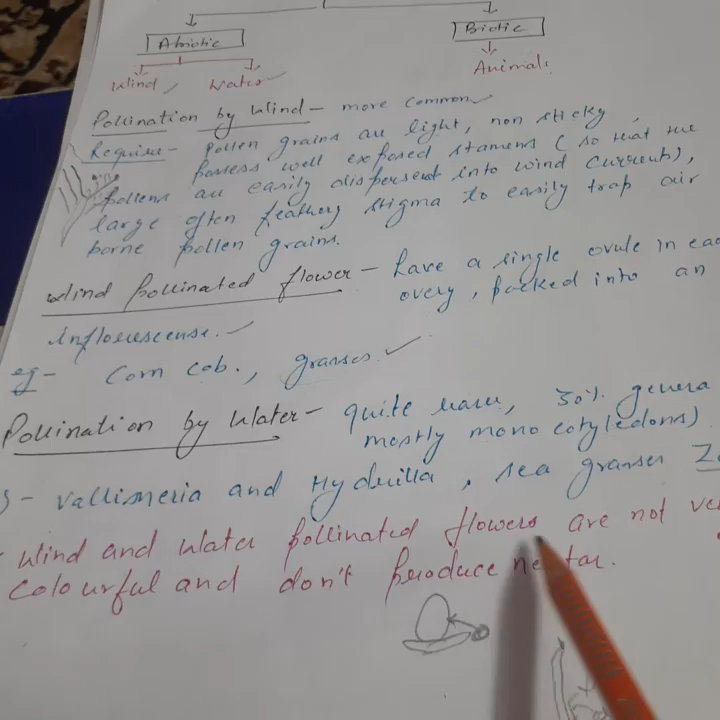 Abiotic Biotic
Wind Water Animals
Pollination by Wind - more common
Require - pollen grains are light, non sticky,
possess well exposed stamens (so that the
pollens are easily dispersed into wind currents),
large often feathery stigma to easily trap air
borne pollen grains.
Wind pollinated flower - have a single ovule in eac
overy, packed into an
inflorescense.
eg- Corn cob., grasses.
Pollination by Water - quite rare, 30% genera
mostly monocotyledons)
S - Vallisneria and Hydrilla, sea grasses Z
- Wind and Water pollinated flowers are not ve
colourful and don't produce nectar.